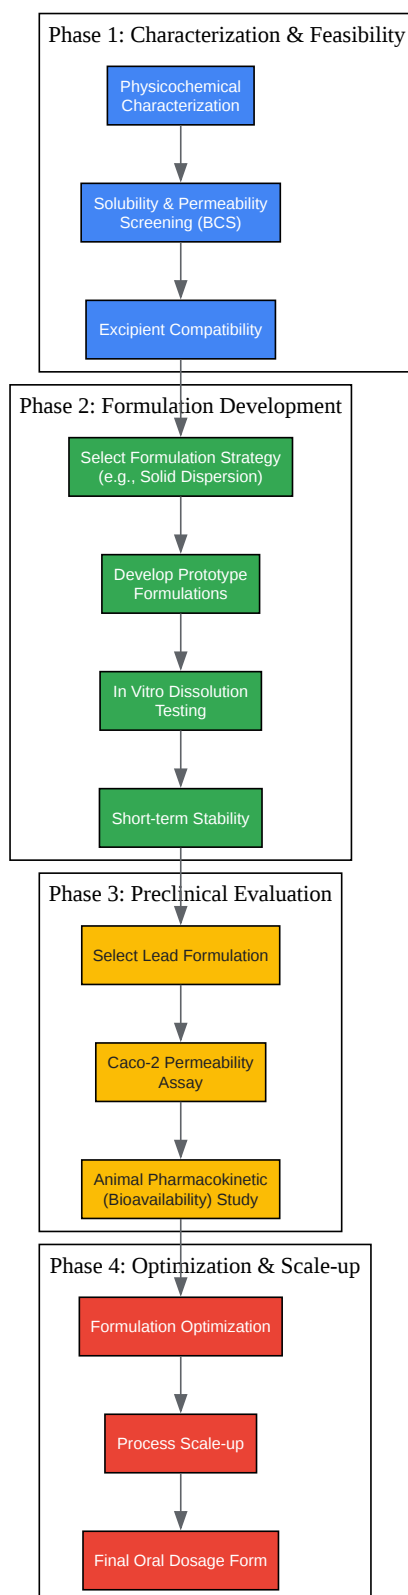 Phase 1: Characterization & Feasibility
Physicochemical
Characterization
Solubility & Permeability
Screening (BCS)
Excipient Compatibility
Phase 2: Formulation Development
Select Formulation Strategy
(e.g., Solid Dispersion)
Develop Prototype
Formulations
In Vitro Dissolution
Testing
Short-term Stability
Phase 3: Preclinical Evaluation
Select Lead Formulation
Caco-2 Permeability
Assay
Animal Pharmacokinetic
(Bioavailability) Study
Phase 4: Optimization & Scale-up
Formulation Optimization
Process Scale-up
Final Oral Dosage Form